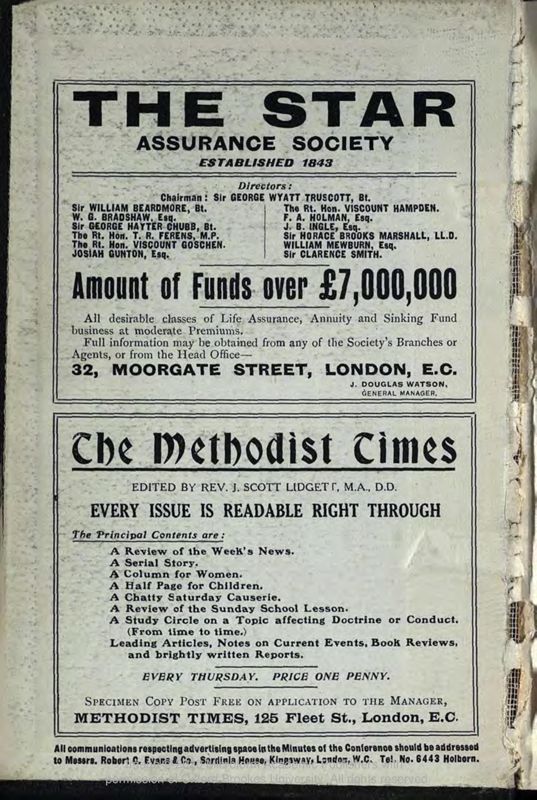 THE STAR
ASSURANCE SOCIETY
ESTABLISHED 1843
Directors:
Chairman: Sir GEORGE WYATT TRUSCOTT, Bt.
Sir WILLIAM BEARDMORE, Bt.
W. G. BRADSHAW, Esq.
Sir GEORGE HAYTER CHUBB, Bt.
The Rt. Hon. T. R. FERENS, M.P.
The Rt. Hon. VISCOUNT GOSCHEN.
JOSIAH GUNTON, Esq.
The Rt. Hon. VISCOUNT HAMPDEN.
F. A. HOLMAN, Esq.
J. B. INGLE, Esq.
Sir HORACE BROOKS MARSHALL, LL.D.
WILLIAM MEWBURN, Esq.
Sir CLARENCE SMITH.
Amount of Funds over £7,000,000
All desirable classes of Life Assurance, Annuity and Sinking Fund
business at moderate Premiums.
Full information may be obtained from any of the Society's Branches or
Agents, or from the Head Office—
32, MOORGATE STREET, LONDON, E.C.
J. DOUGLAS WATSON,
GENERAL MANAGER.
The Methodist Times
EDITED BY REV. J. SCOTT LIDGETT, M.A., D.D.
EVERY ISSUE IS READABLE RIGHT THROUGH
The Principal Contents are:
A Review of the Week's News.
A Serial Story.
A Column for Women.
A Half Page for Children.
A Chatty Saturday Causerie.
A Review of the Sunday School Lesson.
A Study Circle on a Topic affecting Doctrine or Conduct.
(From time to time.)
Leading Articles, Notes on Current Events, Book Reviews,
and brightly written Reports.
EVERY THURSDAY. PRICE ONE PENNY.
SPECIMEN COPY POST FREE ON APPLICATION TO THE MANAGER,
METHODIST TIMES, 125 Fleet St., London, E.C.
All communications respecting advertising space in the Minutes of the Conference should be addressed
to Messrs. Robert C. Evans & Co., Sardinia House, Kingsway, London, W.C. Tel. No. 6443 Holborn.
permission of Oxford Brookes University. All rights reserved